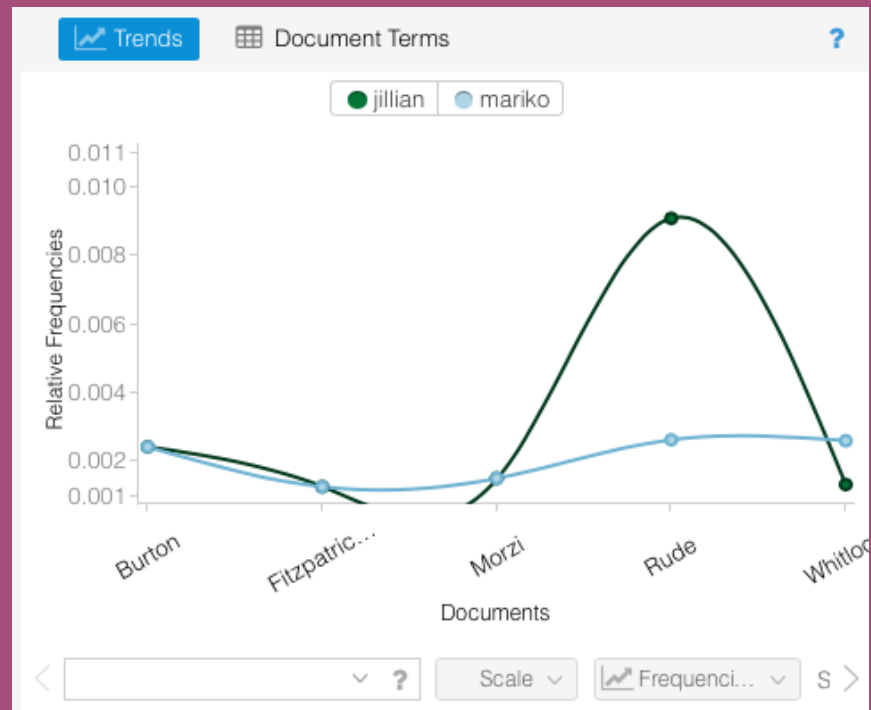 Trends Document Terms ?
jillian mariko
0.011
0.010
0.008
0.006
0.004
0.002
0.001
Relative Frequencies
Burton Fitzpatric... Morzi Rude Whitloc
Documents
? Scale Frequenci... S